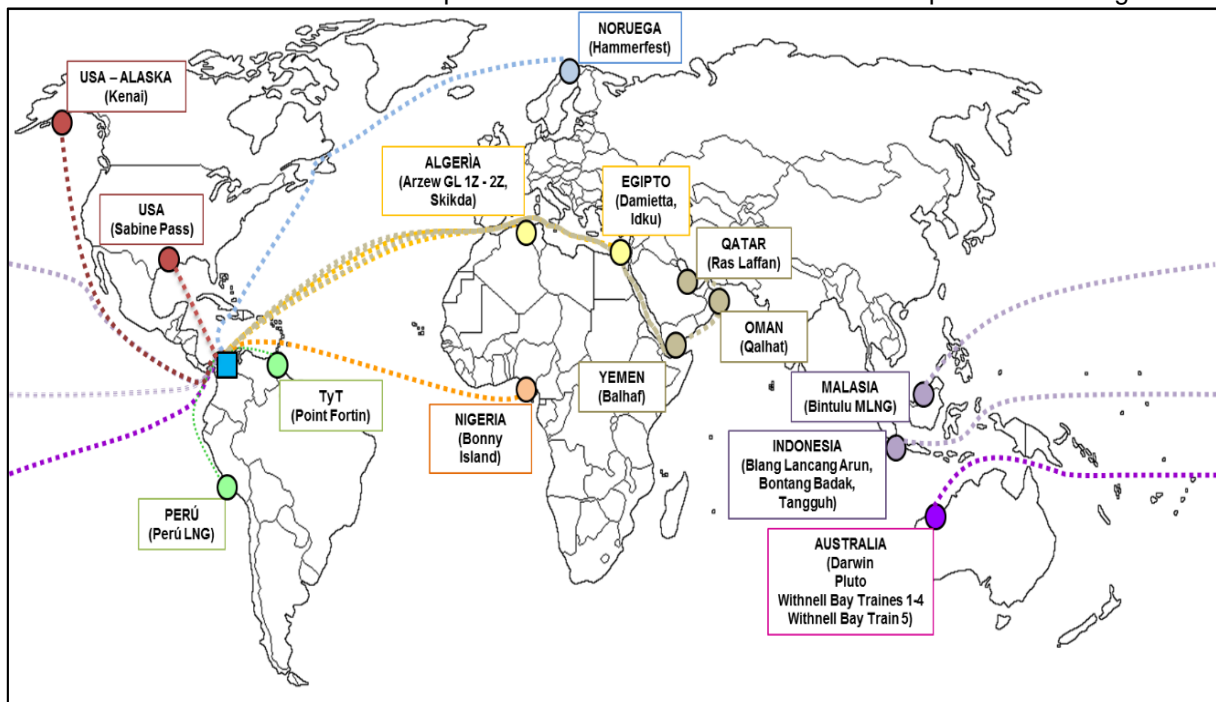 NORUEGA
(Hammerfest)
USA – ALASKA
(Kenai)
ALGERÌA
(Arzew GL 1Z - 2Z,
Skikda)
EGIPTO
(Damietta,
Idku)
USA
(Sabine Pass)
QATAR
(Ras Laffan)
OMAN
(Qalhat)
YEMEN
(Balhaf)
MALASIA
(Bintulu MLNG)
TyT
(Point Fortin)
NIGERIA
(Bonny
Island)
INDONESIA
(Blang Lancang Arun,
Bontang Badak,
Tangguh)
PERÚ
(Perú LNG)
AUSTRALIA
(Darwin
Pluto
Withnell Bay Traines 1-4
Withnell Bay Train 5)